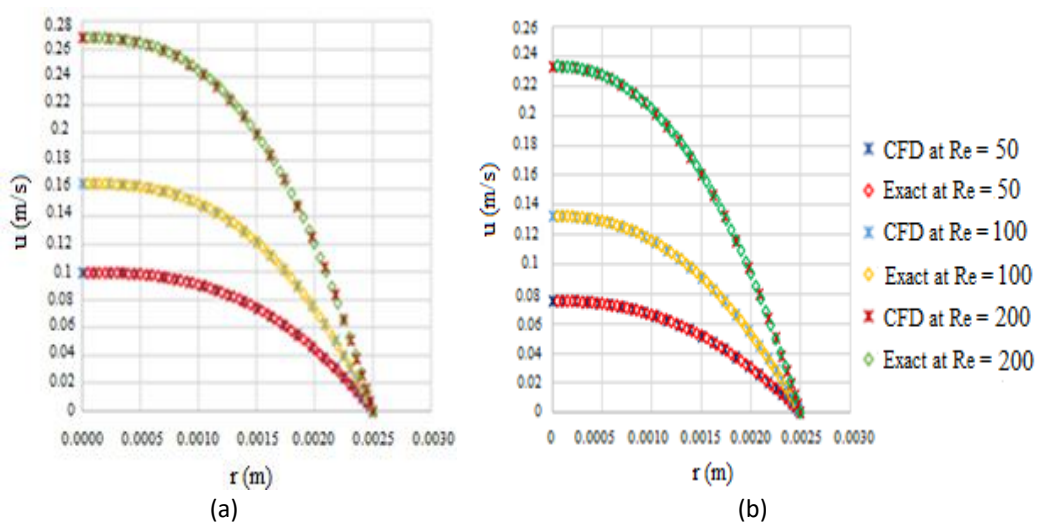 0.28
0.26
0.24
0.22
0.2
0.18
0.16
0.14
0.12
0.1
0.08
0.06
0.04
0.02
0
u (m/s)
0.0000 0.0005 0.0010 0.0015 0.0020 0.0025 0.0030
r (m)
(a)
0.26
0.24
0.22
0.2
0.18
0.16
0.14
0.12
0.1
0.08
0.06
0.04
0.02
0
u (m/s)
0 0.0005 0.0010 0.0015 0.0020 0.0025 0.0030
r (m)
(b)
CFD at Re = 50
Exact at Re = 50
CFD at Re = 100
Exact at Re = 100
CFD at Re = 200
Exact at Re = 200